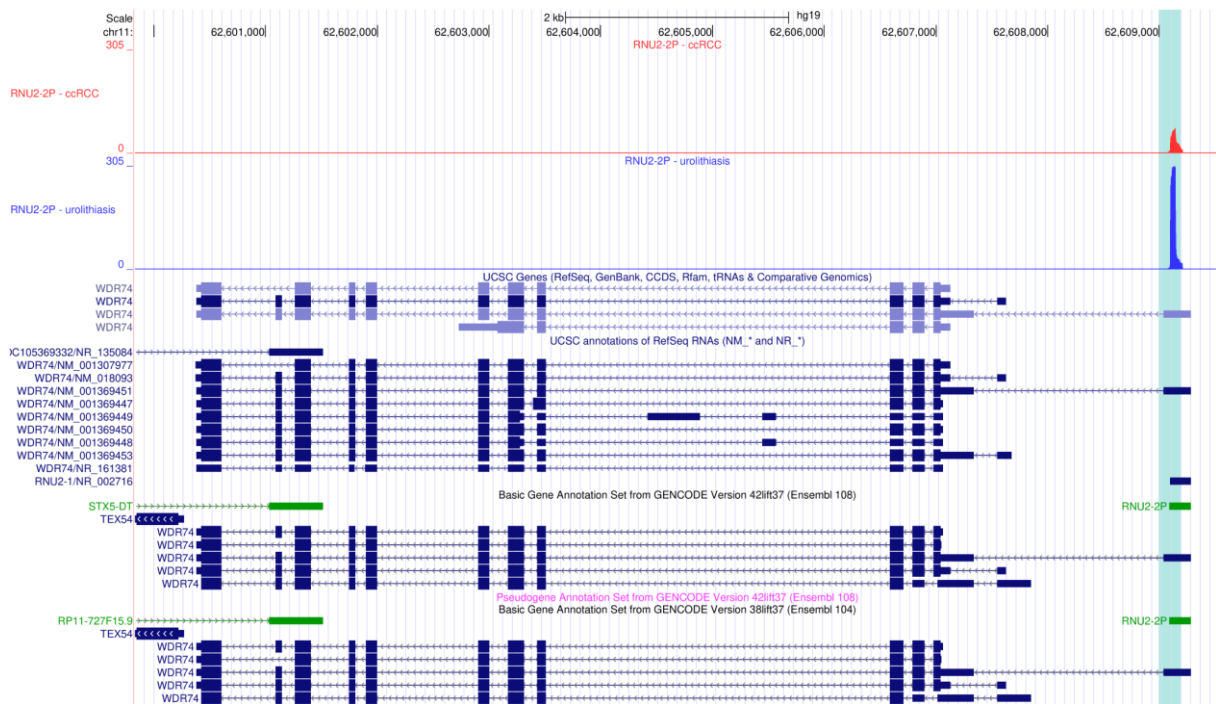 Scale 2 kb hg19
chr11: 62,601,000 62,602,000 62,603,000 62,604,000 62,605,000 62,606,000 62,607,000 62,608,000 62,609,000
305 RNU2-2P - ccRCC
RNU2-2P - ccRCC
0
305 RNU2-2P - urolithiasis
RNU2-2P - urolithiasis
0
UCSC Genes (RefSeq, GenBank, CCDS, Rfam, tRNAs & Comparative Genomics)
WDR74
WDR74
WDR74
WDR74
UCSC annotations of RefSeq RNAs (NM_* and NR_*)
OC105369332/NR_135084
WDR74/NM_001307977
WDR74/NM_018093
WDR74/NM_001369451
WDR74/NM_001369447
WDR74/NM_001369449
WDR74/NM_001369450
WDR74/NM_001369448
WDR74/NM_001369453
WDR74/NR_161381
RNU2-1/NR_002716
Basic Gene Annotation Set from GENCODE Version 42lift37 (Ensembl 108)
STX5-DT RNU2-2P
TEX54
WDR74
WDR74
WDR74
WDR74
WDR74
Pseudogene Annotation Set from GENCODE Version 42lift37 (Ensembl 108)
Basic Gene Annotation Set from GENCODE Version 38lift37 (Ensembl 104)
RP11-727F15.9 RNU2-2P
TEX54
WDR74
WDR74
WDR74
WDR74
WDR74